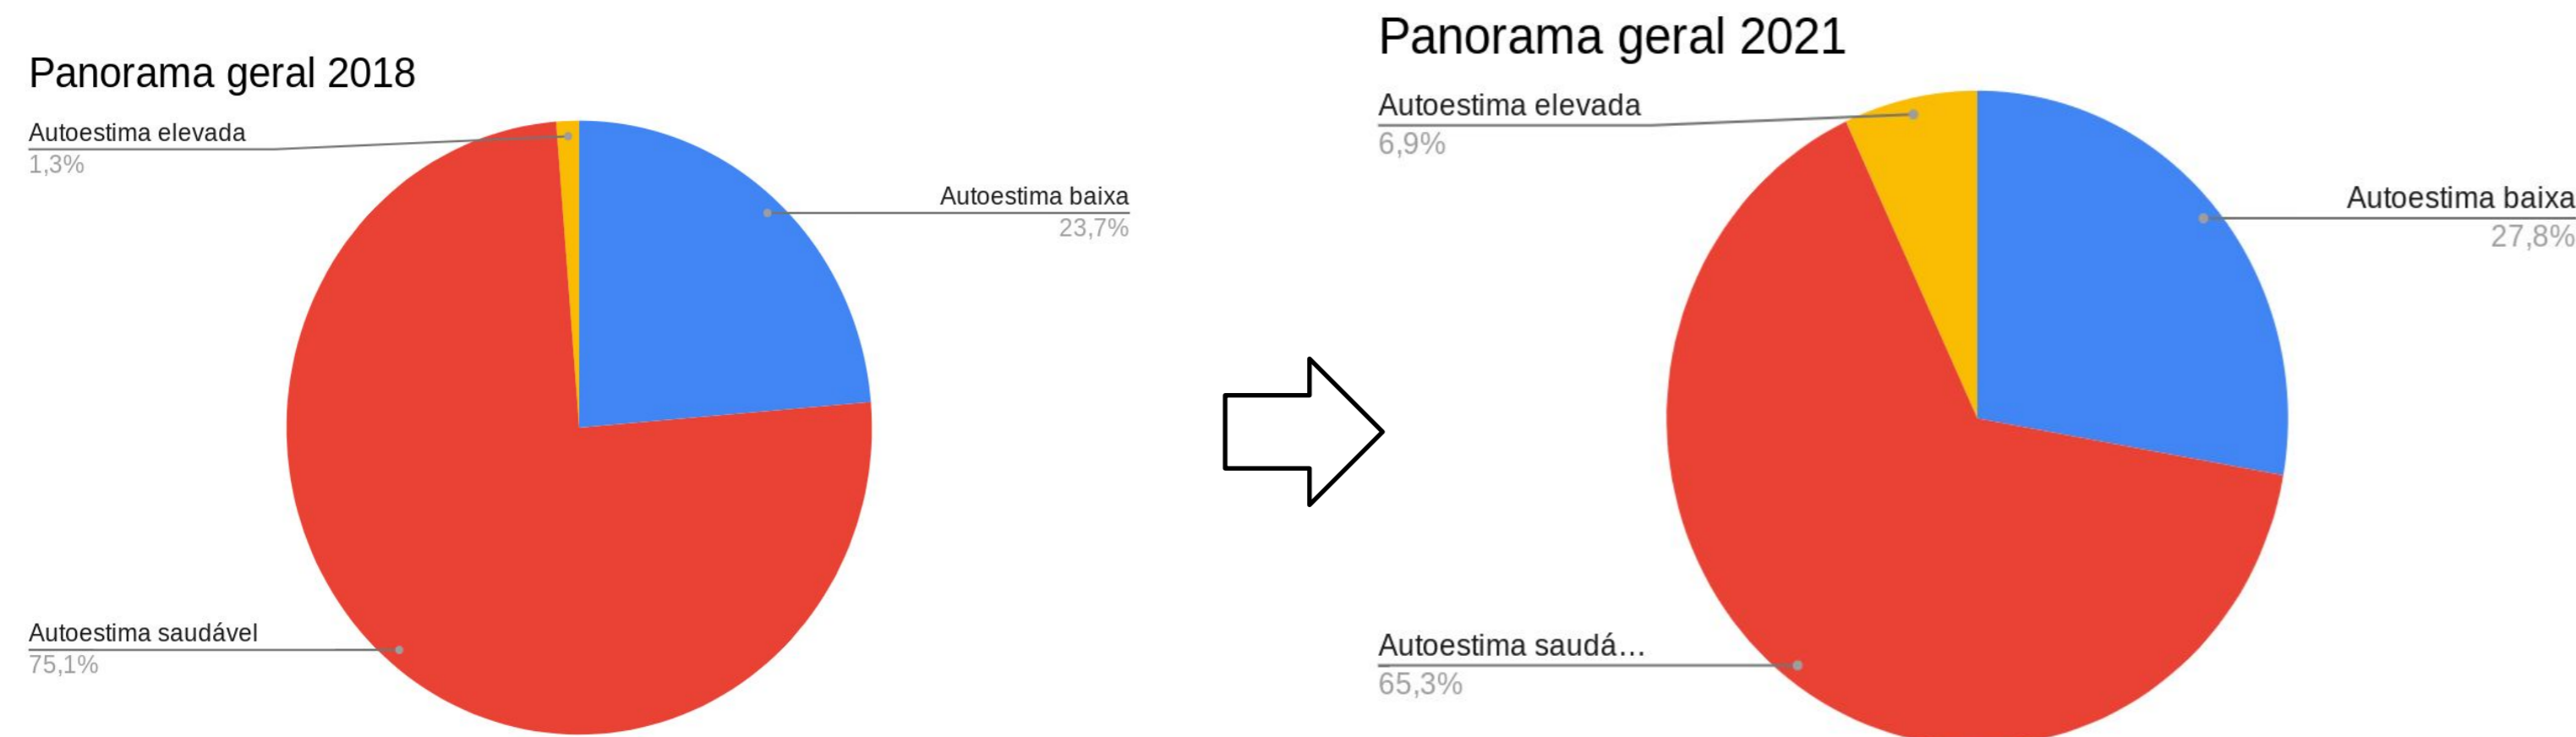 Panorama geral 2018
Autoestima elevada
1,3%
Autoestima baixa
23,7%
Autoestima saudável
75,1%
Panorama geral 2021
Autoestima elevada
6,9%
Autoestima baixa
27,8%
Autoestima saudá...
65,3%